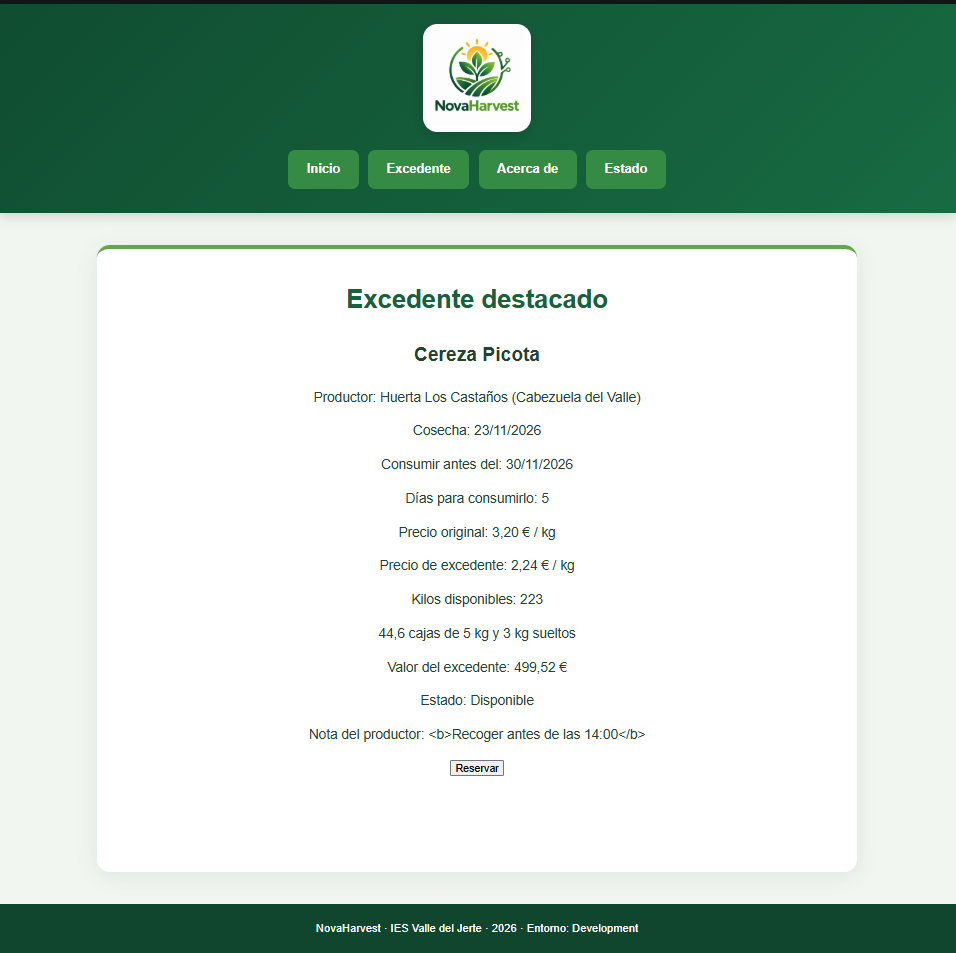 NovaHarvest
Inicio
Excedente
Acerca de
Estado
Excedente destacado
Cereza Picota
Productor: Huerta Los Castaños (Cabezuela del Valle)
Cosecha: 23/11/2026
Consumir antes del: 30/11/2026
Días para consumirlo: 5
Precio original: 3,20 € / kg
Precio de excedente: 2,24 € / kg
Kilos disponibles: 223
44,6 cajas de 5 kg y 3 kg sueltos
Valor del excedente: 499,52 €
Estado: Disponible
Nota del productor: <b>Recoger antes de las 14:00</b>
Reservar
NovaHarvest · IES Valle del Jerte · 2026 · Entorno: Development